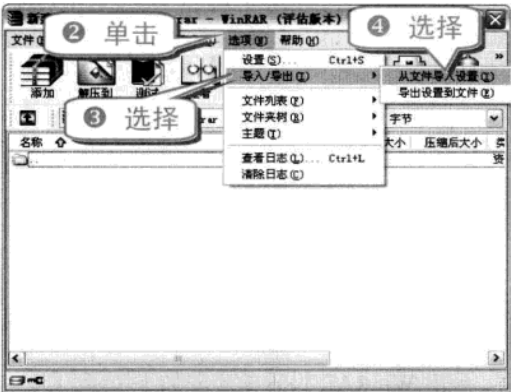 rar - WinRAR (评估版本)
❷ 单击
❹ 选择
选项(N) 帮助(H)
设置(S)... Ctrl+S
导入/导出(I)
从文件导入设置(I)
导出设置到文件(E)
添加 解压到 测试
❸ 选择
文件列表(F)
文件夹树(F)
主题(T)
查看日志(L)... Ctrl+L
清除日志(C)
字节
名称
大小 压缩后大小
资